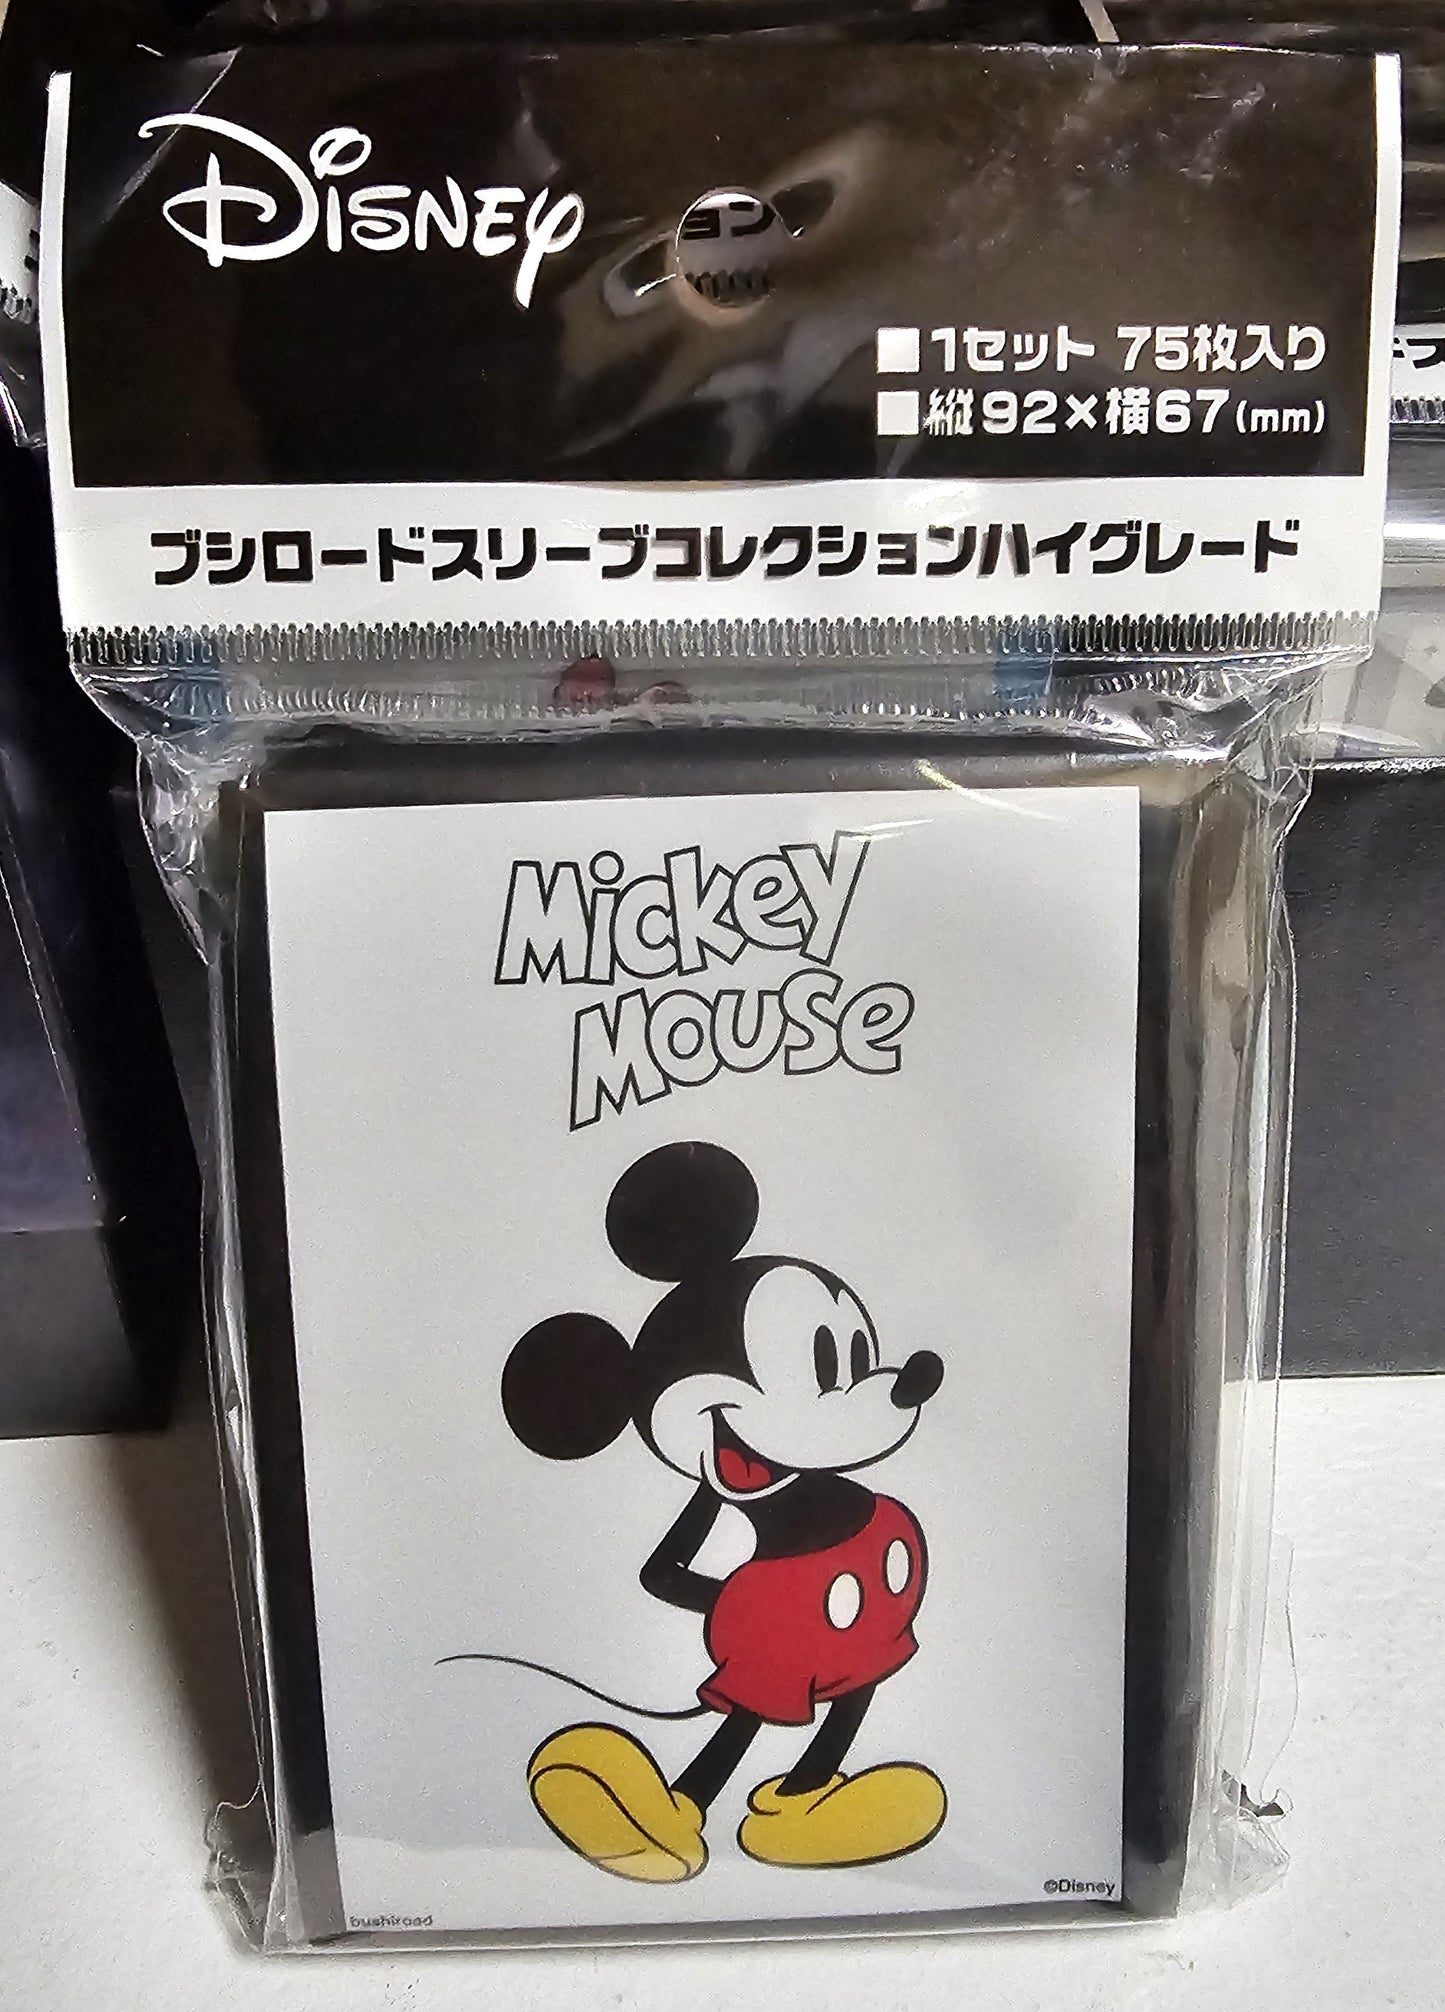 Disney
■1セット 75枚入り
■縦92×横67(mm)
ブシロードスリーブコレクションハイグレード
Mickey
Mouse
©Disney
bushiroad